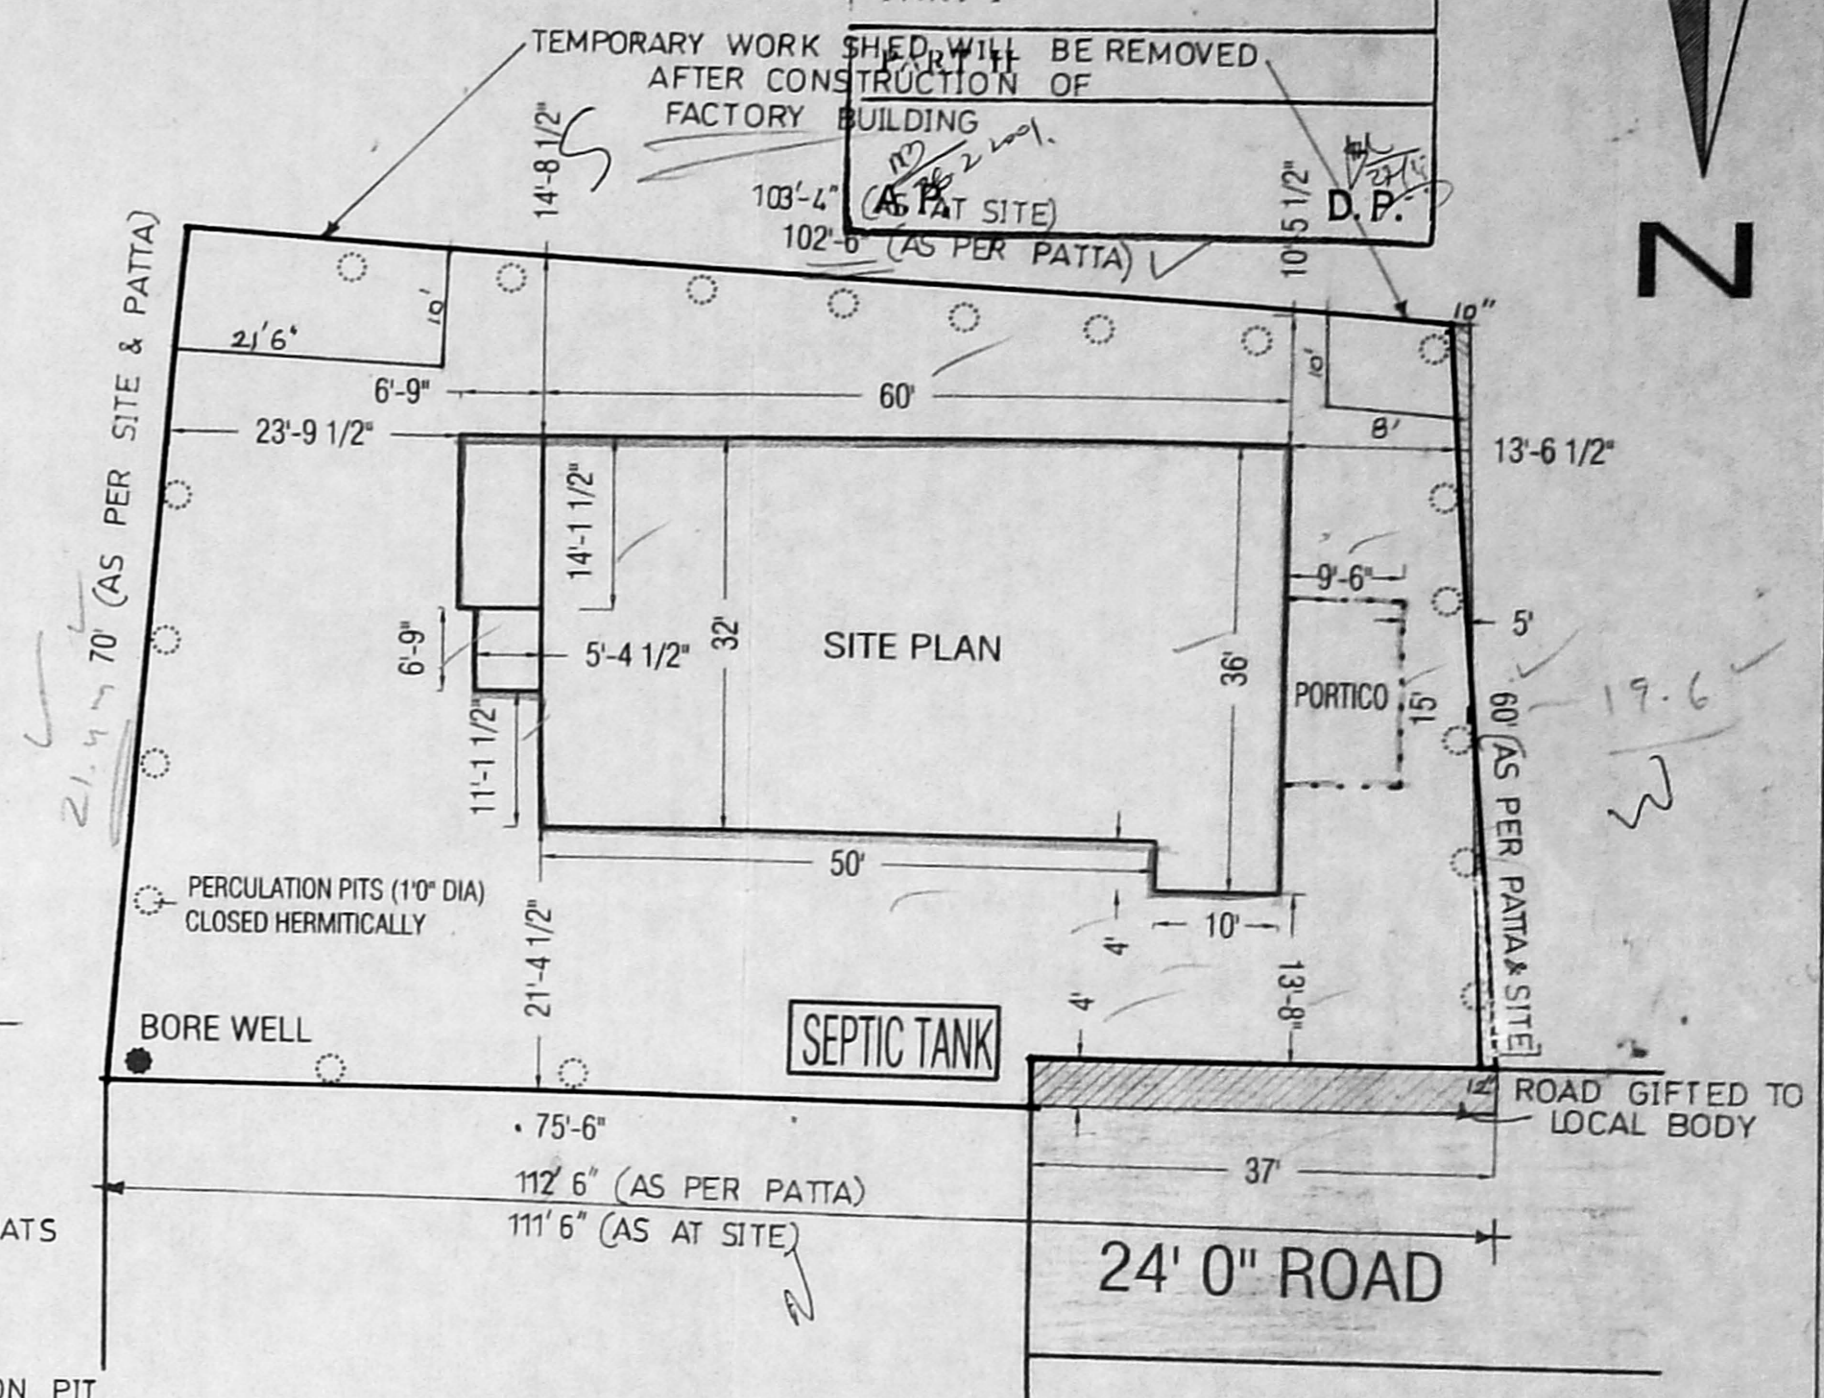 TEMPORARY WORK SHED WILL BE REMOVED
AFTER CONSTRUCTION OF
FACTORY BUILDING
PART II
14'-8 1/2"
2 2001.
A.P.
D.P.
103'-4" (AS AT SITE)
102'-6" (AS PER PATTA)
10'-5 1/2"
N
10"
21'6"
10'
10'
8'
6'-9"
60'
23'-9 1/2"
13'-6 1/2"
70' (AS PER SITE & PATTA)
21.4 m
14'-1 1/2"
32'
36'
9'-6"
5'
6'-9"
5'-4 1/2"
SITE PLAN
PORTICO
15'
19.6
60' (AS PER PATTA & SITE)
11'-1 1/2"
50'
PERCULATION PITS (1'0" DIA)
CLOSED HERMITICALLY
10'
4'
21'-4 1/2"
4'
13'-8"
BORE WELL
SEPTIC TANK
12"
ROAD GIFTED TO
LOCAL BODY
75'-6"
37'
112' 6" (AS PER PATTA)
111' 6" (AS AT SITE)
ATS
24' 0" ROAD
ON PIT